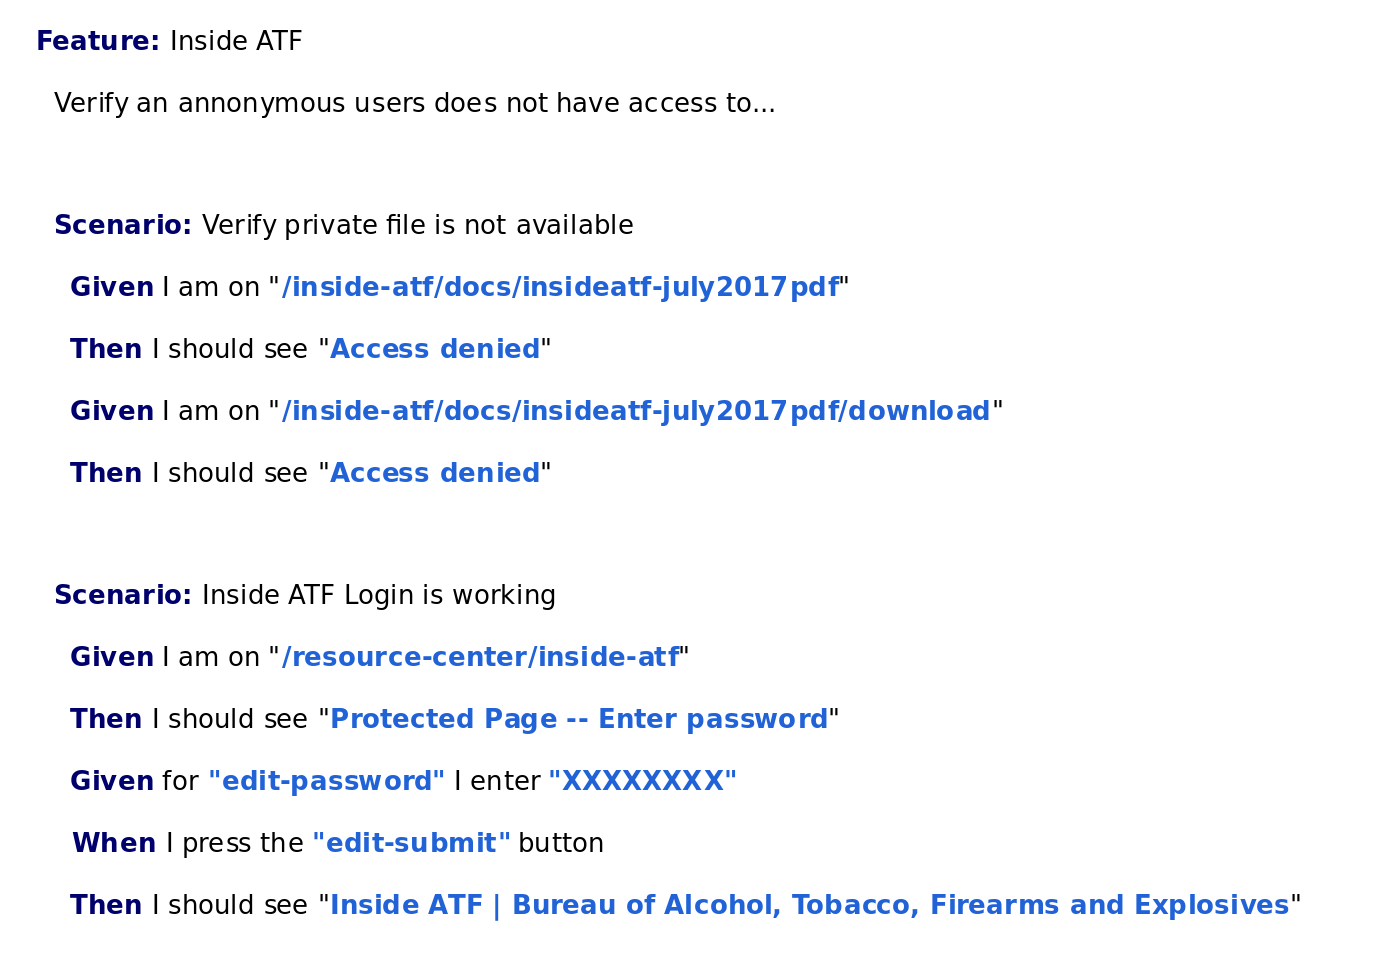 Feature: Inside ATF
Verify an annonymous users does not have access to...
Scenario: Verify private file is not available
Given I am on "/inside-atf/docs/insideatf-july2017pdf"
Then I should see "Access denied"
Given I am on "/inside-atf/docs/insideatf-july2017pdf/download"
Then I should see "Access denied"
Scenario: Inside ATF Login is working
Given I am on "/resource-center/inside-atf"
Then I should see "Protected Page -- Enter password"
Given for "edit-password" I enter "XXXXXXXX"
When I press the "edit-submit" button
Then I should see "Inside ATF | Bureau of Alcohol, Tobacco, Firearms and Explosives"